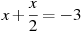 x + x/2 = −3